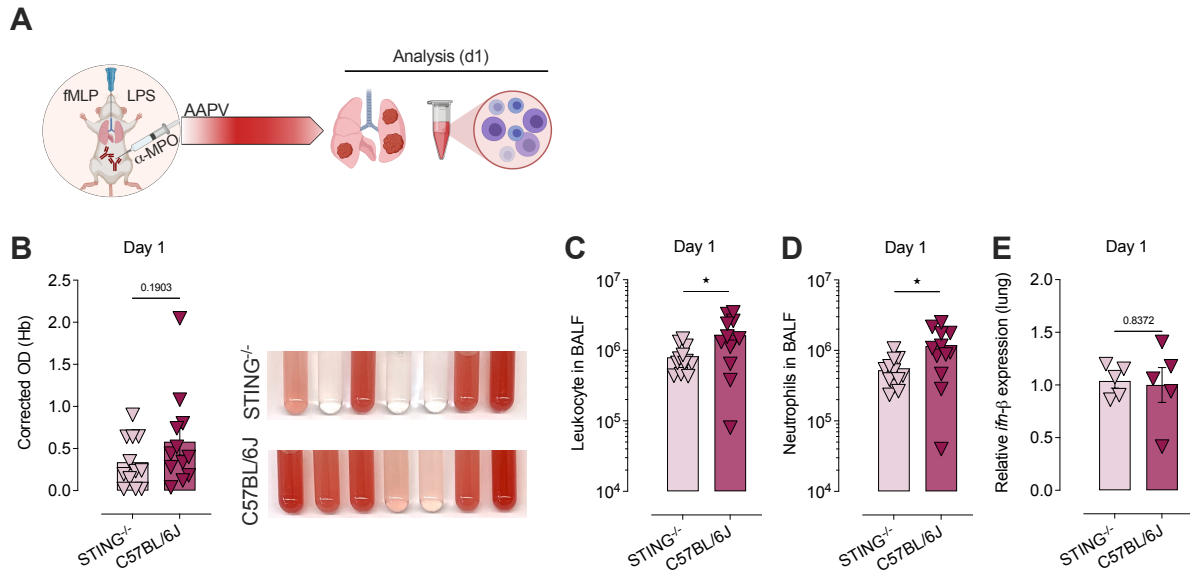 A
Analysis (d1)
fMLP LPS
AAPV
α-MPO
B
Day 1
Corrected OD (Hb)
2.5
2.0
1.5
1.0
0.5
0.0
0.1903
STING-/-
C57BL/6J
STING-/-
C57BL/6J
C
Day 1
Leukocyte in BALF
10⁷
10⁶
10⁵
10⁴
★
STING-/-
C57BL/6J
D
Day 1
Neutrophils in BALF
10⁷
10⁶
10⁵
10⁴
★
STING-/-
C57BL/6J
E
Day 1
Relative ifn-β expression (lung)
2.0
1.5
1.0
0.5
0.0
0.8372
STING-/-
C57BL/6J